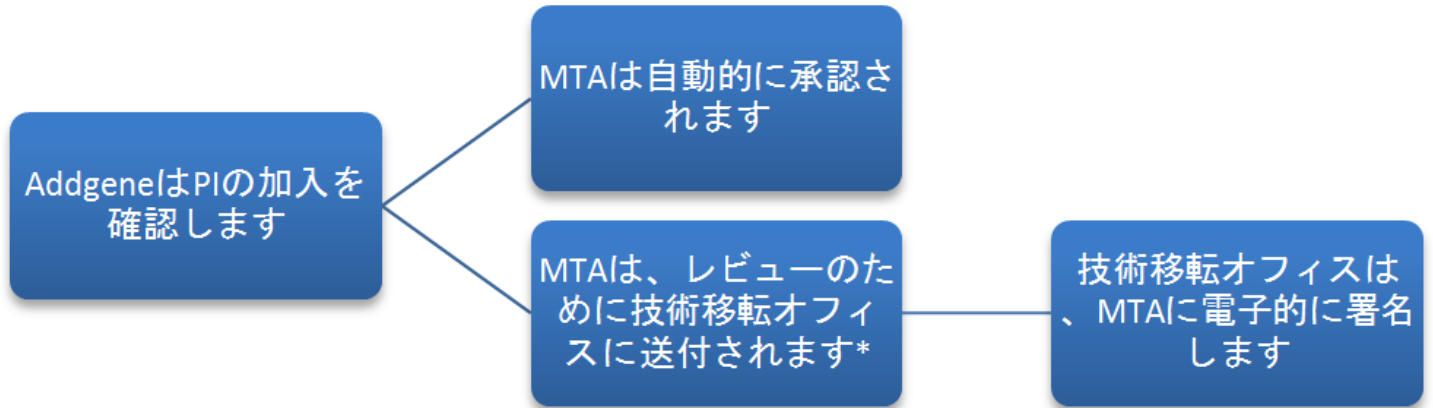 AddgeneはPIの加入を
確認します
MTAは自動的に承認さ
れます
MTAは、レビューのた
めに技術移転オフィ
スに送付されます*
技術移転オフィスは
、MTAに電子的に署名
します